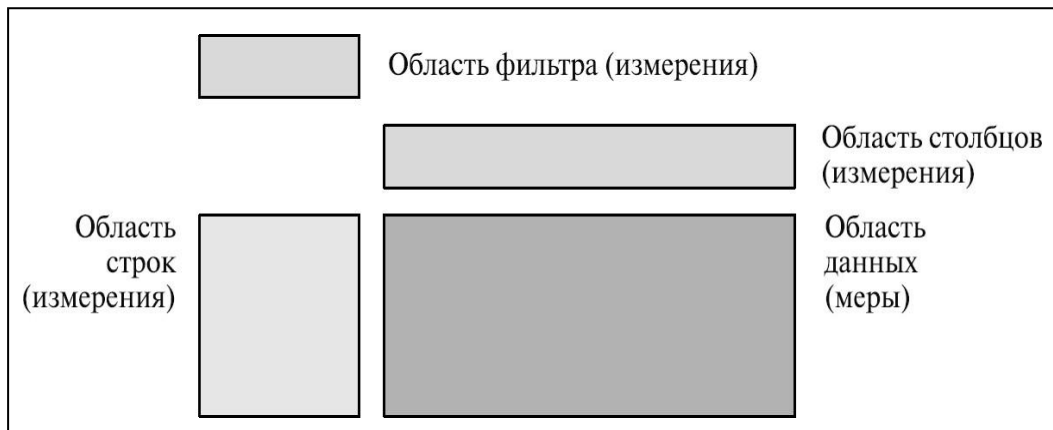 Область фильтра (измерения)
Область столбцов
(измерения)
Область
строк
(измерения)
Область
данных
(меры)